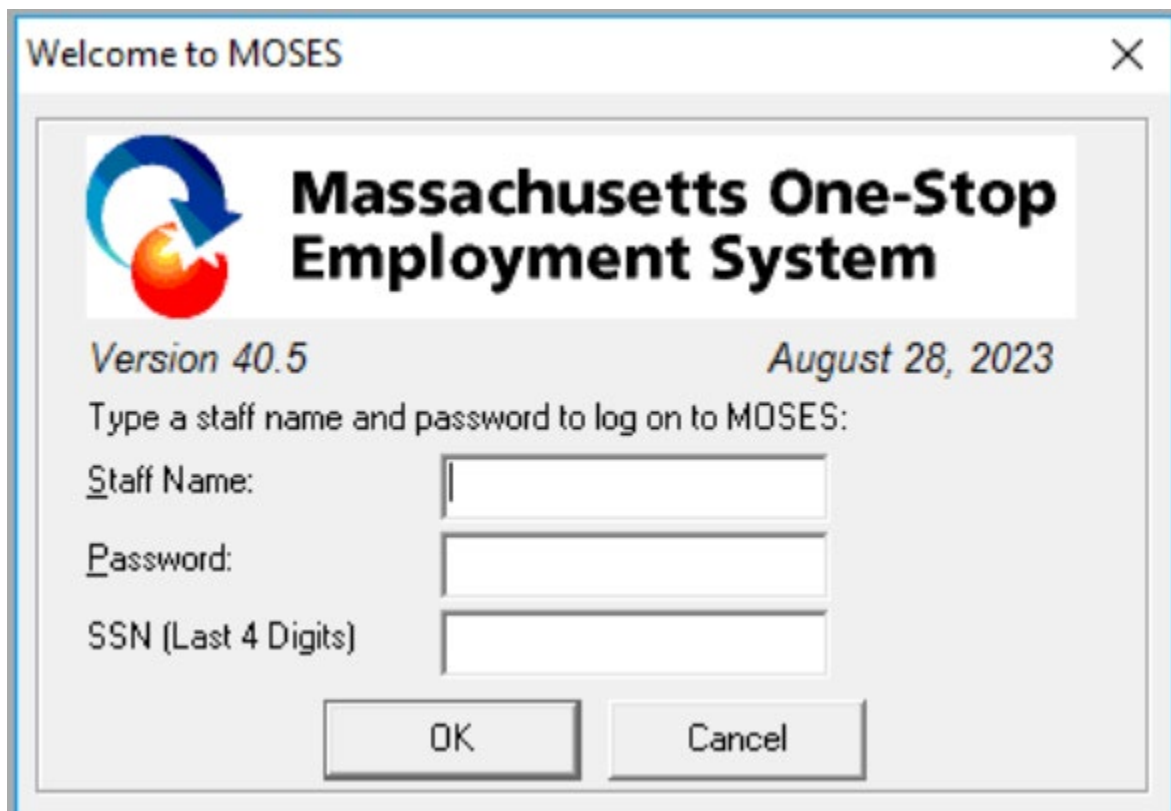 Welcome to MOSES
Massachusetts One-Stop
Employment System
Version 40.5 August 28, 2023
Type a staff name and password to log on to MOSES:
Staff Name:
Password:
SSN (Last 4 Digits)
OK Cancel